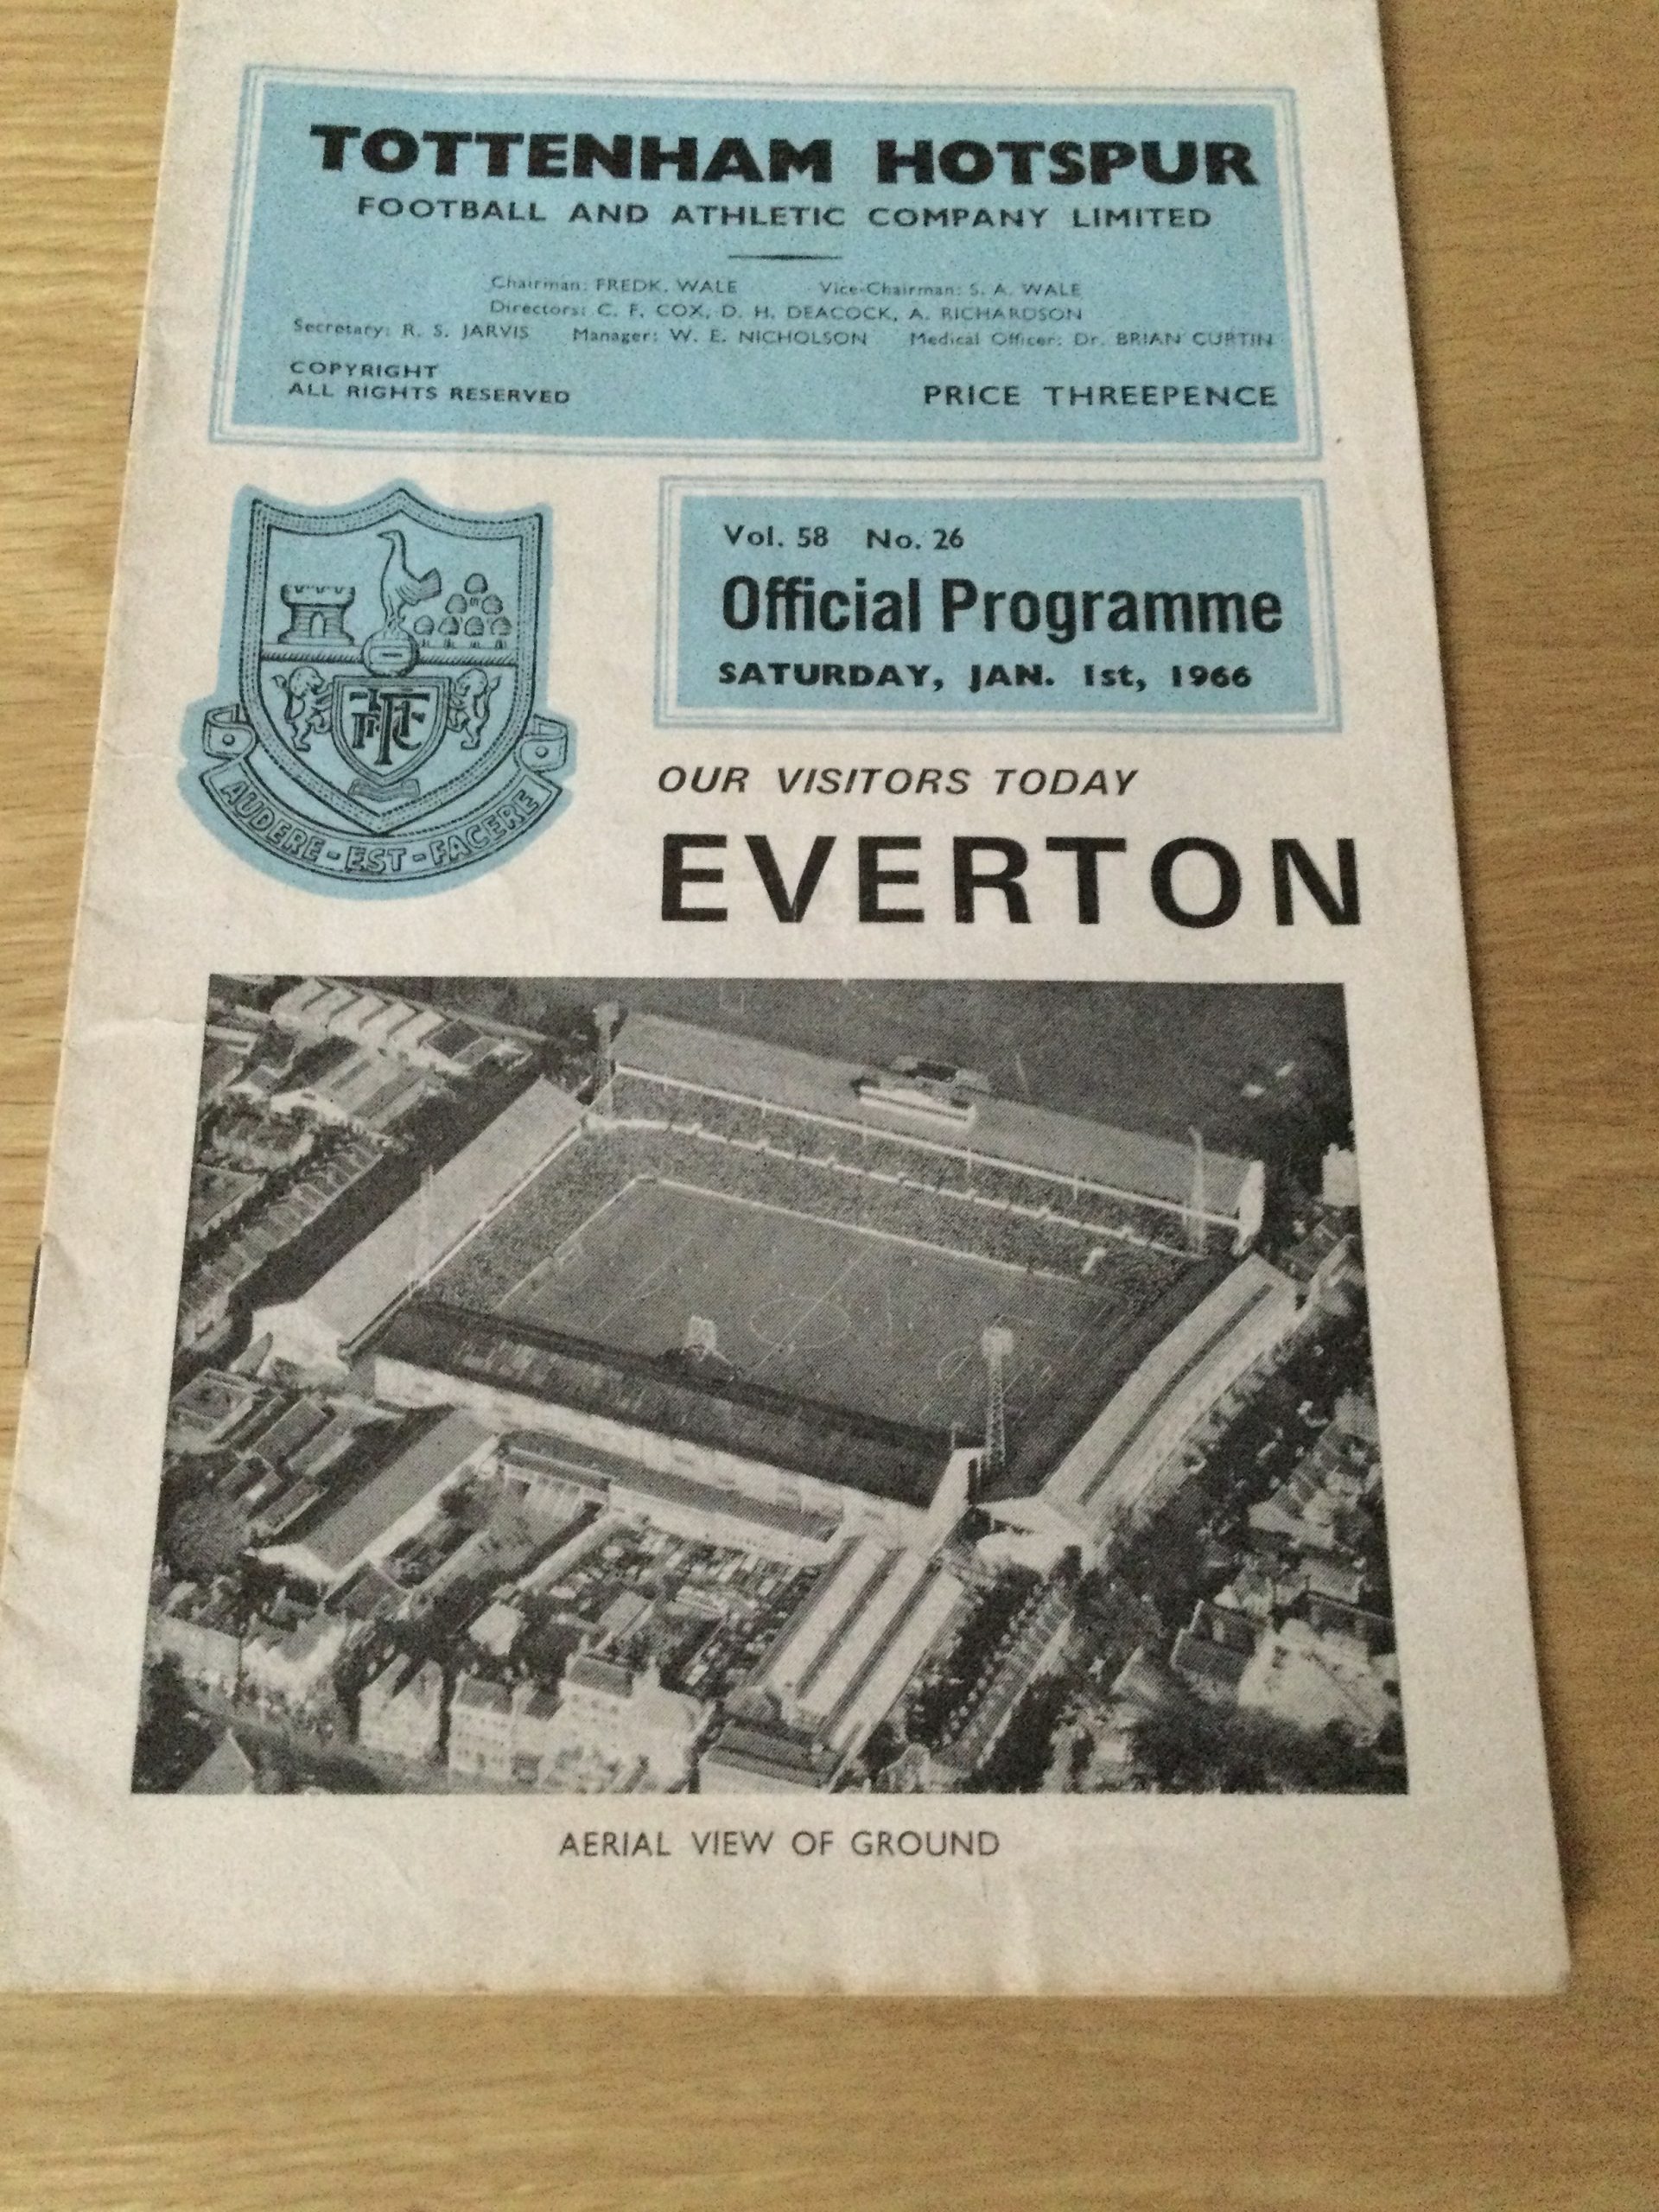 TOTTENHAM HOTSPUR
FOOTBALL AND ATHLETIC COMPANY LIMITED
Chairman: FREDK. WALE Vice-Chairman: S. A. WALE
Directors: C. F. COX, D. H. DEACOCK, A. RICHARDSON
Secretary: R. S. JARVIS Manager: W. E. NICHOLSON Medical Officer: Dr. BRIAN CURTIN
COPYRIGHT
ALL RIGHTS RESERVED
PRICE THREEPENCE
Vol. 58 No. 26
Official Programme
SATURDAY, JAN. 1st, 1966
AUDERE-EST-FACERE
OUR VISITORS TODAY
EVERTON
AERIAL VIEW OF GROUND